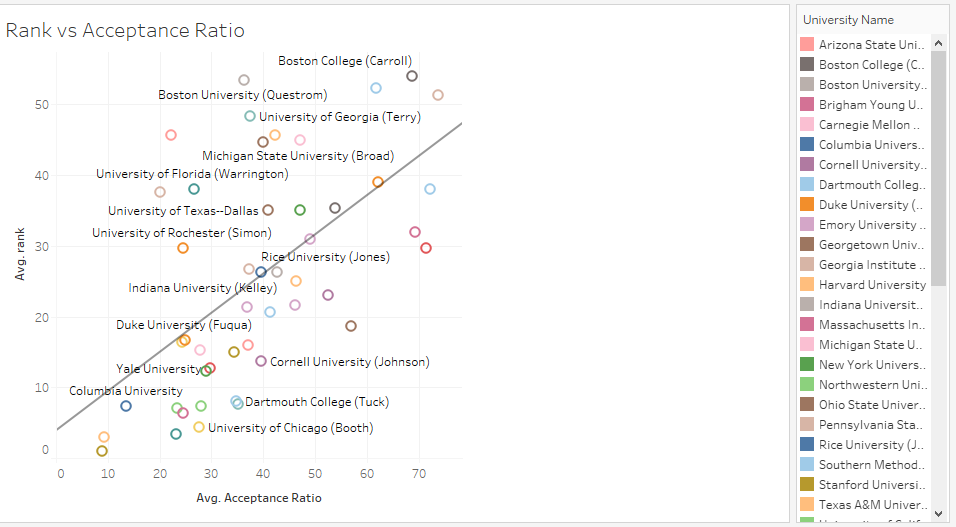 Rank vs Acceptance Ratio
Boston College (Carroll)
Boston University (Questrom)
University of Georgia (Terry)
Michigan State University (Broad)
University of Florida (Warrington)
University of Texas--Dallas
University of Rochester (Simon)
Rice University (Jones)
Indiana University (Kelley)
Duke University (Fuqua)
Yale University
Cornell University (Johnson)
Columbia University
Dartmouth College (Tuck)
University of Chicago (Booth)
50
40
30
20
10
0
Avg. rank
0 10 20 30 40 50 60 70
Avg. Acceptance Ratio
University Name
Arizona State Uni..
Boston College (C..
Boston University..
Brigham Young U..
Carnegie Mellon ..
Columbia Univers..
Cornell University..
Dartmouth Colleg..
Duke University (..
Emory University ..
Georgetown Univ..
Georgia Institute ..
Harvard University
Indiana Universit..
Massachusetts In..
Michigan State U..
New York Univers..
Northwestern Uni..
Ohio State Univer..
Pennsylvania Sta..
Rice University (J..
Southern Method..
Stanford Universi..
Texas A&M Univer..